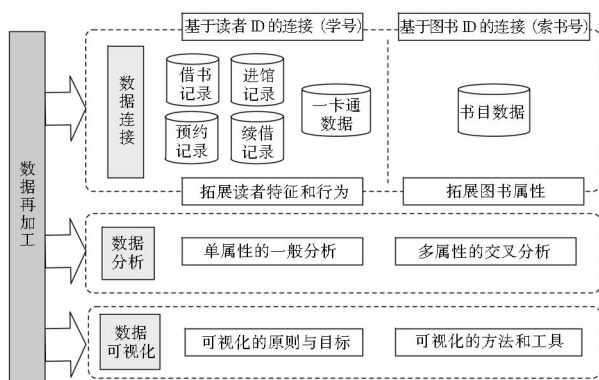 数据再加工
基于读者 ID 的连接（学号）
基于图书 ID 的连接（索书号）
数据连接
借书
记录
进馆
记录
预约
记录
续借
记录
一卡通
数据
书目数据
拓展读者特征和行为
拓展图书属性
数据
分析
单属性的一般分析
多属性的交叉分析
数据
可视化
可视化的原则与目标
可视化的方法和工具